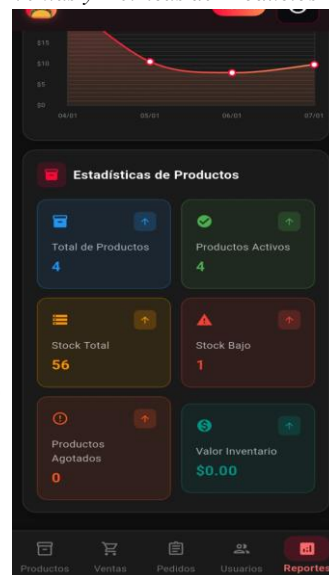 $15
$10
$5
$0
04/01 05/01 06/01 07/01
Estadísticas de Productos
Total de Productos
4
Productos Activos
4
Stock Total
56
Stock Bajo
1
Productos
Agotados
0
Valor Inventario
$0.00
Productos Ventas Pedidos Usuarios Reportes